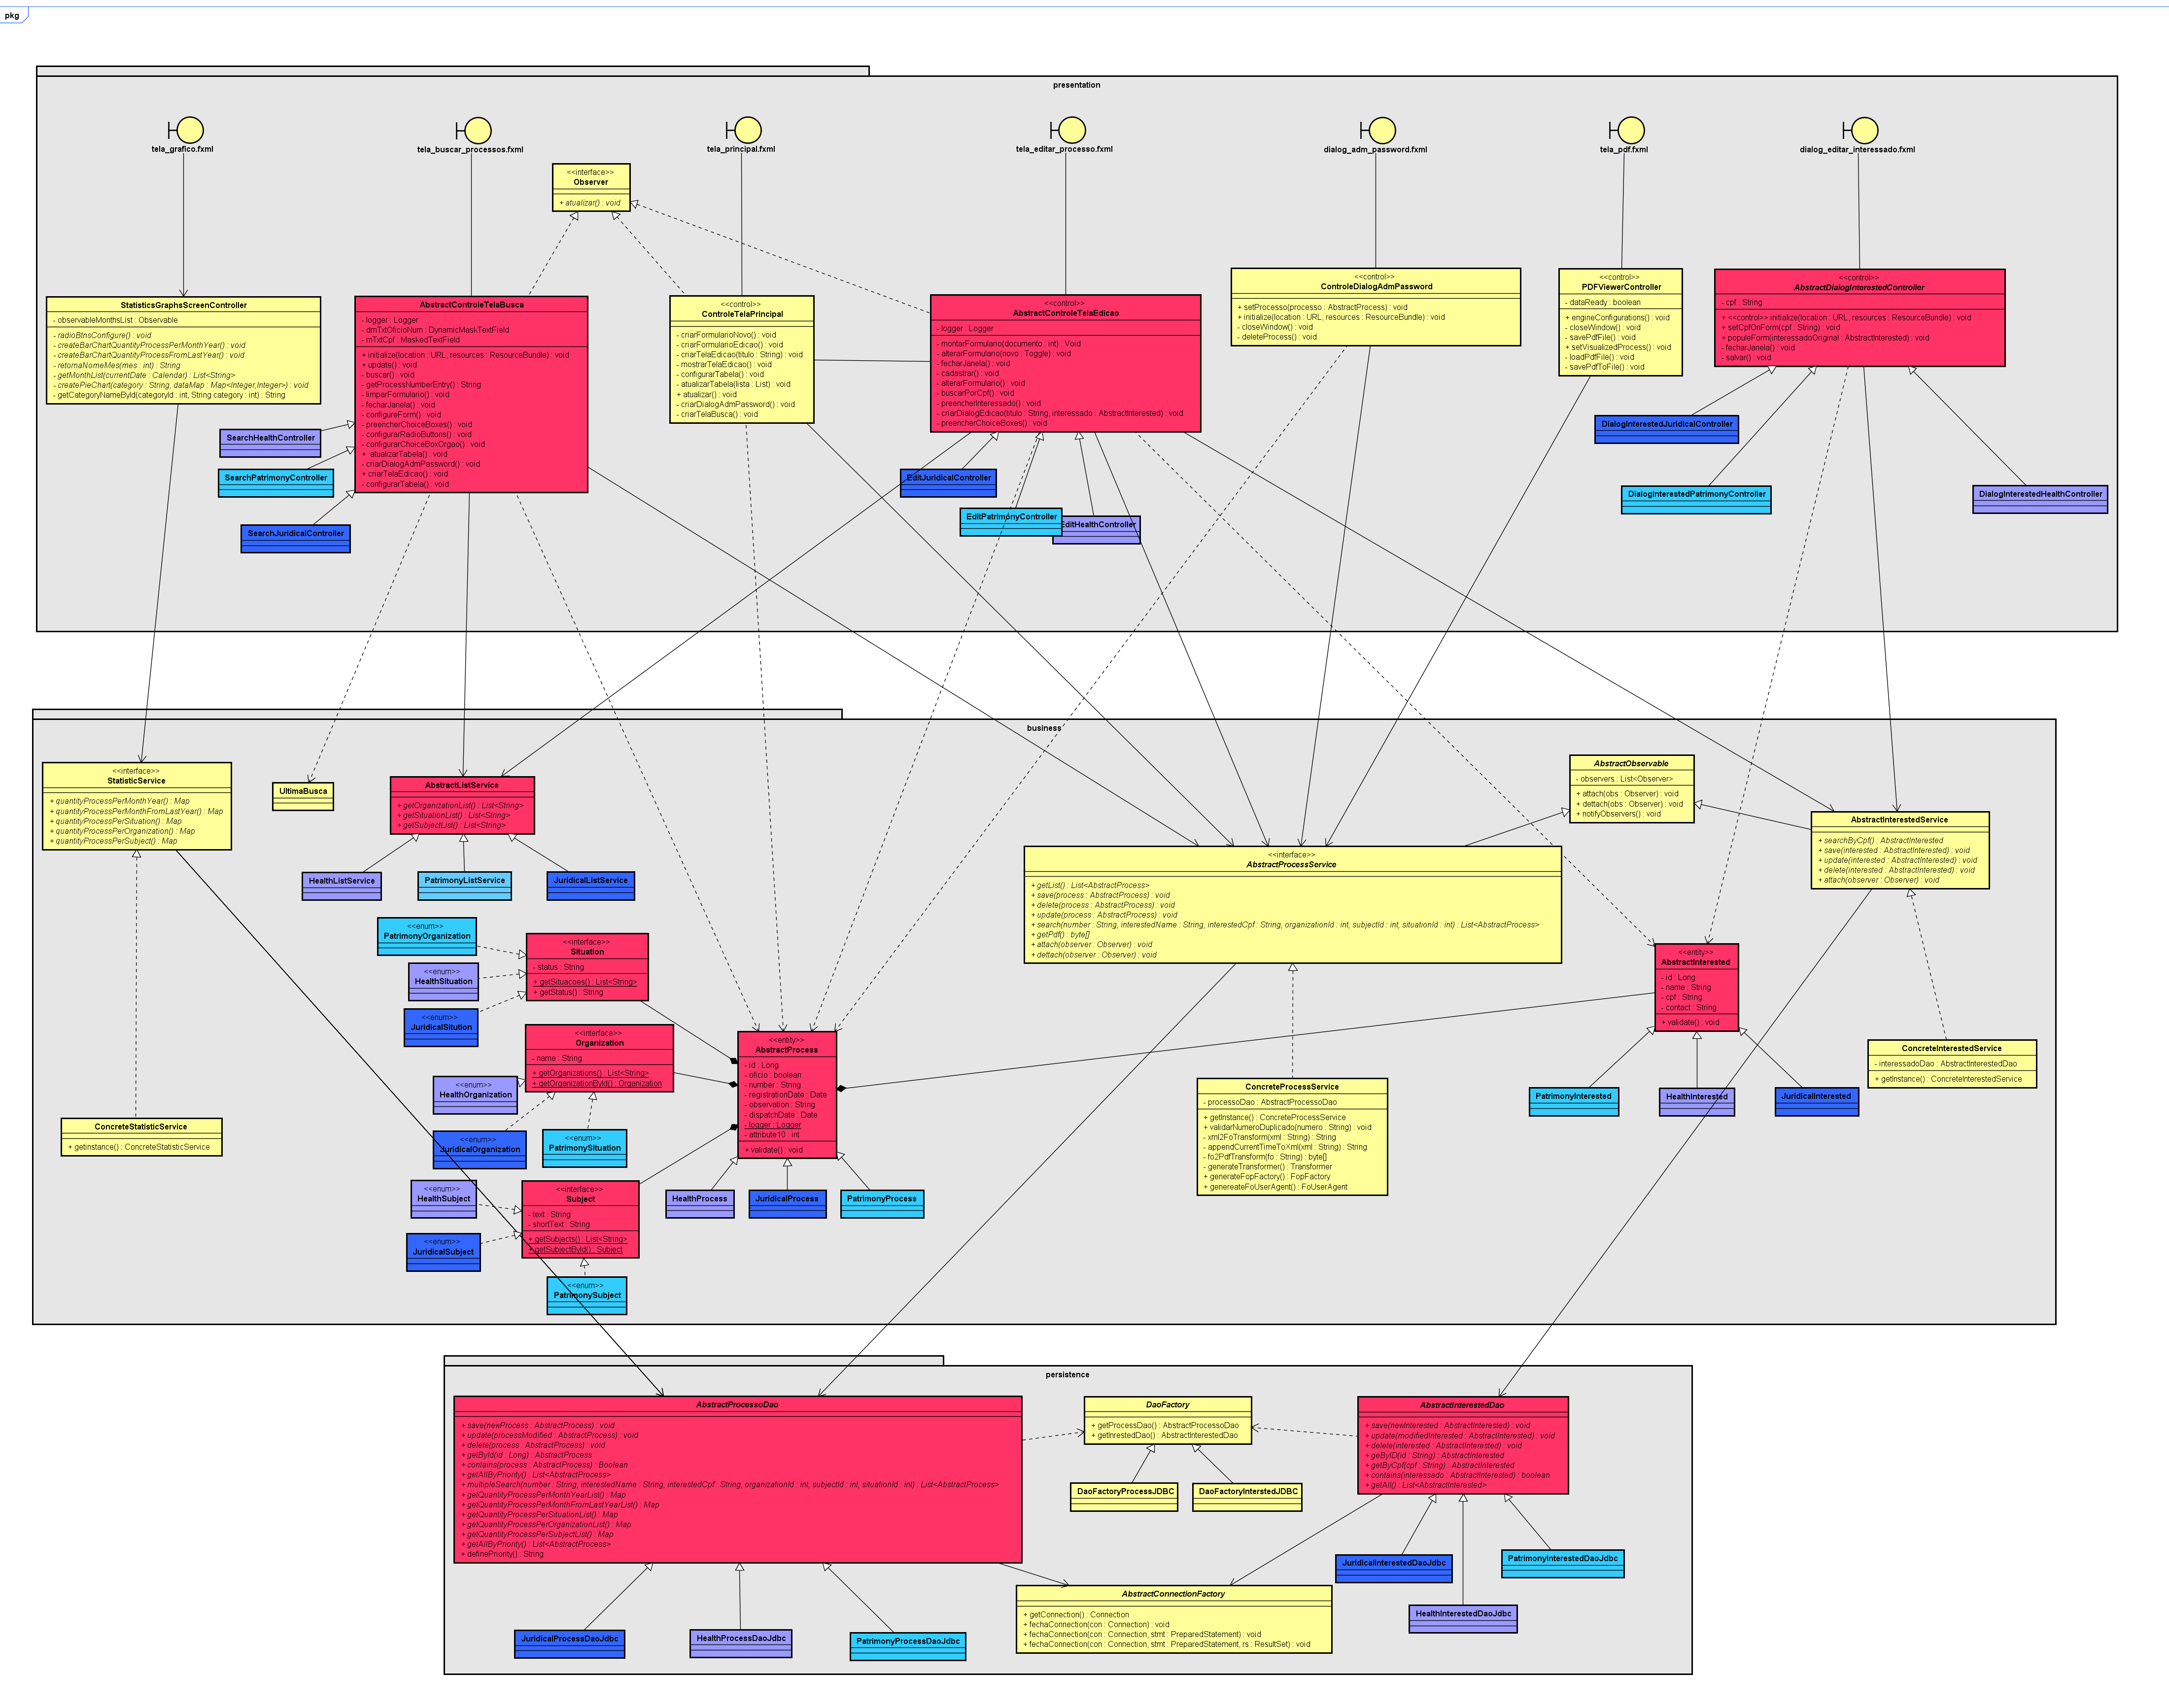 pkg
presentation
tela_grafico.fxml
tela_buscar_processos.fxml
tela_principal.fxml
tela_editar_processo.fxml
dialog_adm_password.fxml
tela_pdf.fxml
dialog_editar_interessado.fxml
<<interface>>
Observer
+ atualizar() : void
StatisticsGraphsScreenController
- observableMonthsList : Observable
- radioBtnsConfigure() : void
- createBarChartQuantityProcessPerMonthYear() : void
- createBarChartQuantityProcessFromLastYear() : void
- retornaNomeMes(mes : int) : String
- getMonthList(currentDate : Calendar) : List<String>
- createPieChart(category : String, dataMap : Map<Integer,Integer>) : void
- getCategoryNameById(categoryId : int, String category : int) : String
AbstractControleTelaBusca
- logger : Logger
- dmTxtOficioNum : DynamicMaskTextField
- mTxtCpf : MaskedTextField
+ initialize(location : URL, resources : ResourceBundle) : void
+ update() : void
- buscar() : void
- getProcessNumberEntry() : String
- limparFormulario() : void
- fecharJanela() : void
- configureForm() : void
- preencherChoiceBoxes() : void
- configurarRadioButtons() : void
- configurarChoiceBoxOrgao() : void
+  atualizarTabela() : void
- criarDialogAdmPassword() : void
+ criarTelaEdicao() : void
- configurarTabela() : void
<<control>>
ControleTelaPrincipal
- criarFormularioNovo() : void
- criarFormularioEdicao() : void
- criarTelaEdicao(titulo : String) : void
- mostrarTelaEdicao() : void
- configurarTabela() : void
- atualizarTabela(lista : List) : void
+ atualizar() : void
- criarDialogAdmPassword() : void
- criarTelaBusca() : void
<<control>>
AbstractControleTelaEdicao
- logger : Logger
- montarFormulario(documento : int) : Void
- alterarFormulario(novo : Toggle) : void
- fecharJanela() : void
- cadastrar() : void
- alterarFormulario() : void
- buscarPorCpf() : void
- preencherInteressado() : void
- criarDialogEdicao(titulo : String, interessado : AbstractInterested) : void
- preencherChoiceBoxes() : void
<<control>>
ControleDialogAdmPassword
+ setProcesso(processo : AbstractProcess) : void
+ initialize(location : URL, resources : ResourceBundle) : void
- closeWindow() : void
- deleteProcess() : void
<<control>>
PDFViewerController
- dataReady : boolean
+ engineConfigurations() : void
- closeWindow() : void
- savePdfFile() : void
+ setVisualizedProcess() : void
- loadPdfFile() : void
- savePdfToFile() : void
<<control>>
AbstractDialogInterestedController
- cpf : String
+ <<control>> initialize(location : URL, resources : ResourceBundle) : void
+ setCpfOnForm(cpf : String) : void
+ populeForm(interessadoOriginal : AbstractInterested) : void
- fecharJanela() : void
- salvar() : void
SearchHealthController
SearchPatrimonyController
SearchJuridicalController
EditJuridicalController
EditPatrimonyController
EditHealthController
DialogInterestedJuridicalController
DialogInterestedPatrimonyController
DialogInterestedHealthController
business
<<interface>>
StatisticService
+ quantityProcessPerMonthYear() : Map
+ quantityProcessPerMonthFromLastYear() : Map
+ quantityProcessPerSituation() : Map
+ quantityProcessPerOrganization() : Map
+ quantityProcessPerSubject() : Map
UltimaBusca
AbstractListService
+ getOrganizationList() : List<String>
+ getSituationList() : List<String>
+ getSubjectList() : List<String>
HealthListService
PatrimonyListService
JuridicalListService
AbstractObservable
- observers : List<Observer>
+ attach(obs : Observer) : void
+ dettach(obs : Observer) : void
+ notifyObservers() : void
AbstractInterestedService
+ searchByCpf() : AbstractInterested
+ save(interested : AbstractInterested) : void
+ update(interested : AbstractInterested) : void
+ delete(interested : AbstractInterested) : void
+ attach(observer : Observer) : void
<<interface>>
AbstractProcessService
+ getList() : List<AbstractProcess>
+ save(process : AbstractProcess) : void
+ delete(process : AbstractProcess) : void
+ update(process : AbstractProcess) : void
+ search(number : String, interestedName : String, interestedCpf : String, organizationId : int, subjectId : int, situationId : int) : List<AbstractProcess>
+ getPdf() : byte[]
+ attach(observer : Observer) : void
+ dettach(observer : Observer) : void
<<enum>>
PatrimonyOrganization
<<enum>>
HealthSituation
<<enum>>
JuridicalSitution
<<interface>>
Situation
- status : String
+ getSituacoes() : List<String>
+ getStatus() : String
<<interface>>
Organization
- name : String
+ getOrganizations() : List<String>
+ getOrganizationById() : Organization
<<enum>>
HealthOrganization
<<enum>>
JuridicalOrganization
<<enum>>
PatrimonySituation
<<entity>>
AbstractProcess
- id : Long
- oficio : boolean
- number : String
- registrationDate : Date
- observation : String
- dispatchDate : Date
- logger : Logger
- attribute10 : int
+ validate() : void
<<entity>>
AbstractInterested
- id : Long
- name : String
- cpf : String
- contact : String
+ validate() : void
ConcreteInterestedService
- interessadoDao : AbstractInterestedDao
+ getInstance() : ConcreteInterestedService
PatrimonyInterested
HealthInterested
JuridicalInterested
ConcreteProcessService
- processoDao : AbstractProcessoDao
+ getInstance() : ConcreteProcessService
+ validarNumeroDuplicado(numero : String) : void
- xml2FoTransform(xml : String) : String
- appendCurrentTimeToXml(xml : String) : String
- fo2PdfTransform(fo : String) : byte[]
- generateTransformer() : Transformer
+ generateFopFactory() : FopFactory
+ genereateFoUserAgent() : FoUserAgent
ConcreteStatisticService
+ getinstance() : ConcreteStatisticService
<<enum>>
HealthSubject
<<enum>>
JuridicalSubject
<<interface>>
Subject
- text : String
- shortText : String
+ getSubjects() : List<String>
+ getSubjectById() : Subject
<<enum>>
PatrimonySubject
HealthProcess
JuridicalProcess
PatrimonyProcess
persistence
AbstractProcessoDao
+ save(newProcess : AbstractProcess) : void
+ update(processModified : AbstractProcess) : void
+ delete(process : AbstractProcess) : void
+ getById(id : Long) : AbstractProcess
+ contains(process : AbstractProcess) : Boolean
+ getAllByPriority() : List<AbstractProcess>
+ multipleSearch(number : String, interestedName : String, interestedCpf : String, organizationId : int, subjectId : int, situationId : int) : List<AbstractProcess>
+ getQuantityProcessPerMonthYearList() : Map
+ getQuantityProcessPerMonthFromLastYearList() : Map
+ getQuantityProcessPerSituationList() : Map
+ getQuantityProcessPerOrganizationList() : Map
+ getQuantityProcessPerSubjectList() : Map
+ getAllByPriority() : List<AbstractProcess>
+ definePriority() : String
DaoFactory
+ getProcessDao() : AbstractProcessoDao
+ getInrestedDao() : AbstractInterestedDao
DaoFactoryProcessJDBC
DaoFactoryInterstedJDBC
AbstractInterestedDao
+ save(newInterested : AbstractInterested) : void
+ update(modifiedInterested : AbstractInterested) : void
+ delete(interested : AbstractInterested) : void
+ geByID(id : String) : AbstractInterested
+ getByCpf(cpf : String) : AbstractInterested
+ contains(interessado : AbstractInterested) : boolean
+ getAll() : List<AbstractInterested>
JuridicalInterestedDaoJdbc
PatrimonyInterestedDaoJdbc
HealthInterestedDaoJdbc
AbstractConnectionFactory
+ getConnection() : Connection
+ fechaConnection(con : Connection) : void
+ fechaConnection(con : Connection, stmt : PreparedStatement) : void
+ fechaConnection(con : Connection, stmt : PreparedStatement, rs : ResultSet) : void
JuridicalProcessDaoJdbc
HealthProcessDaoJdbc
PatrimonyProcessDaoJdbc